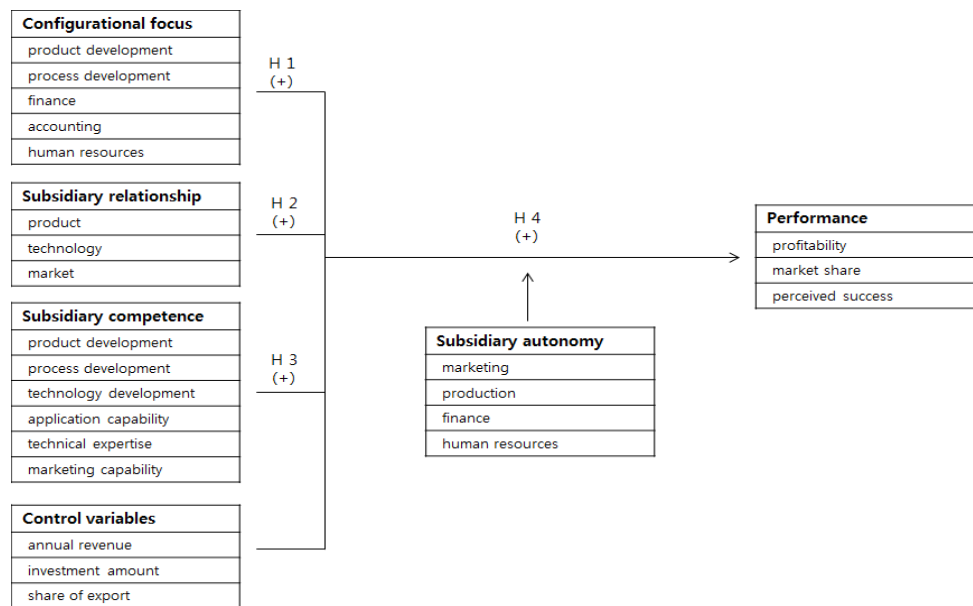 Configurational focus
product development
process development
finance
accounting
human resources
H 1
(+)
Subsidiary relationship
product
technology
market
H 2
(+)
Subsidiary competence
product development
process development
technology development
application capability
technical expertise
marketing capability
H 3
(+)
Control variables
annual revenue
investment amount
share of export
H 4
(+)
Subsidiary autonomy
marketing
production
finance
human resources
Performance
profitability
market share
perceived success